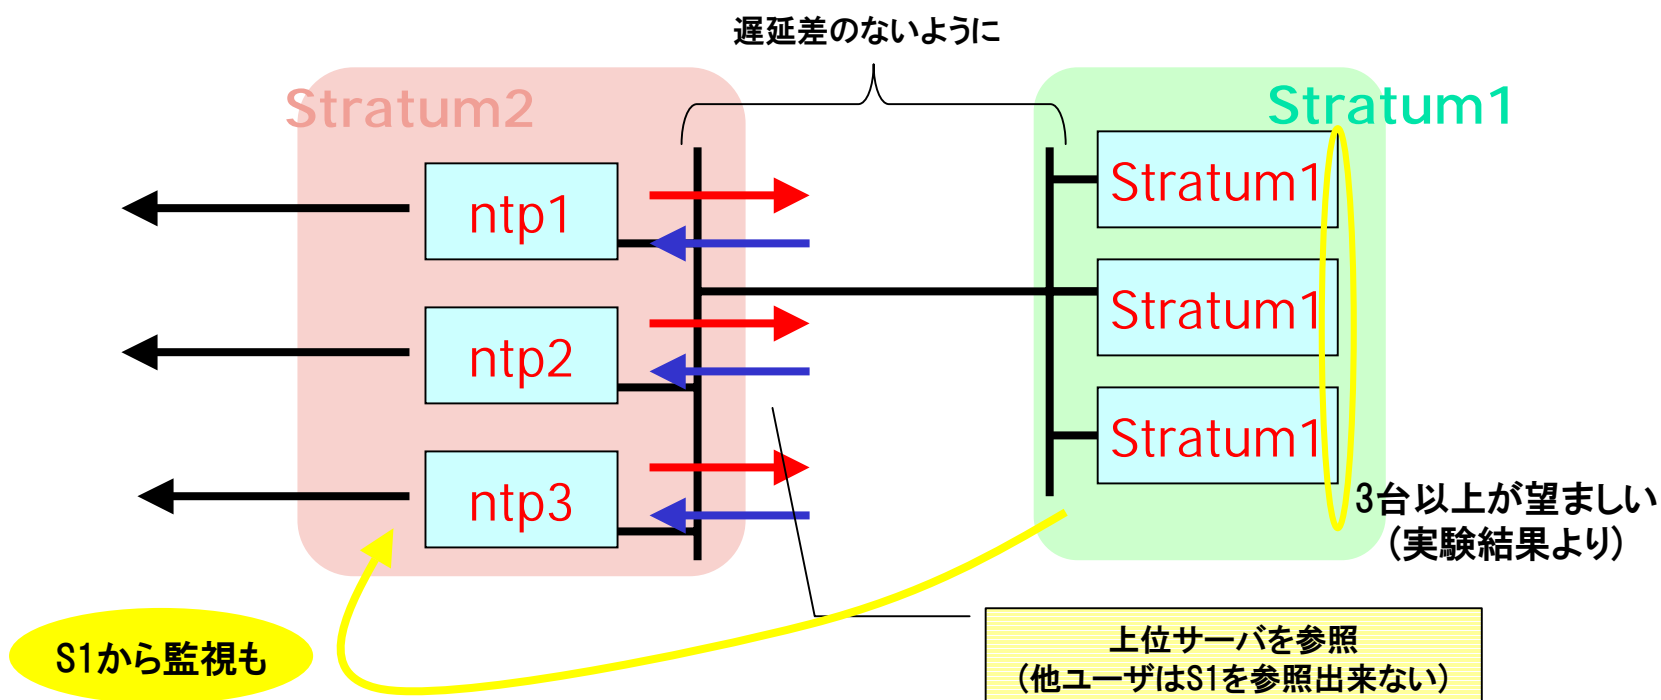 遅延差のないように
Stratum2
Stratum1
ntp1
ntp2
ntp3
Stratum1
Stratum1
Stratum1
3台以上が望ましい
(実験結果より)
S1から監視も
上位サーバを参照
(他ユーザはS1を参照出来ない)